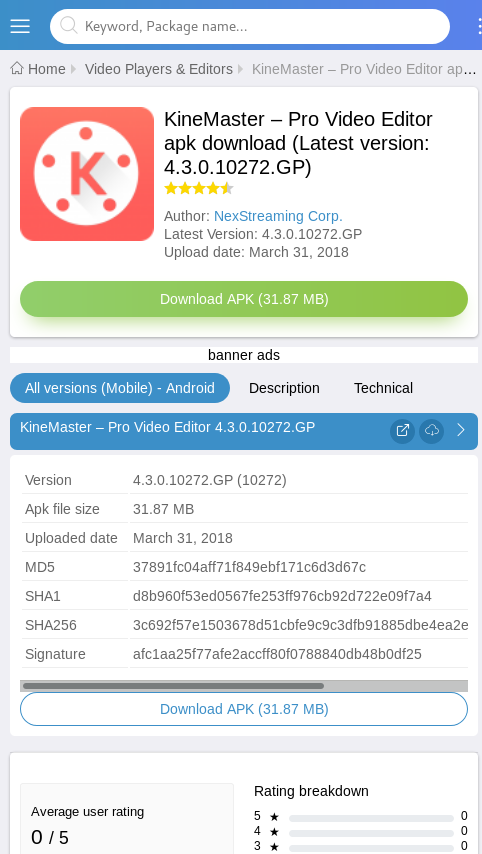 Keyword, Package name...
Home Video Players & Editors KineMaster – Pro Video Editor ap...
K
KineMaster – Pro Video Editor
apk download (Latest version:
4.3.0.10272.GP)
Author: NexStreaming Corp.
Latest Version: 4.3.0.10272.GP
Upload date: March 31, 2018
Download APK (31.87 MB)
banner ads
All versions (Mobile) - Android Description Technical
KineMaster – Pro Video Editor 4.3.0.10272.GP
Version 4.3.0.10272.GP (10272)
Apk file size 31.87 MB
Uploaded date March 31, 2018
MD5 37891fc04aff71f849ebf171c6d3d67c
SHA1 d8b960f53ed0567fe253ff976cb92d722e09f7a4
SHA256 3c692f57e1503678d51cbfe9c9c3dfb91885dbe4ea2e
Signature afc1aa25f77afe2accff80f0788840db48b0df25
Download APK (31.87 MB)
Rating breakdown
Average user rating
0 / 5
5 ★ 0
4 ★ 0
3 ★ 0